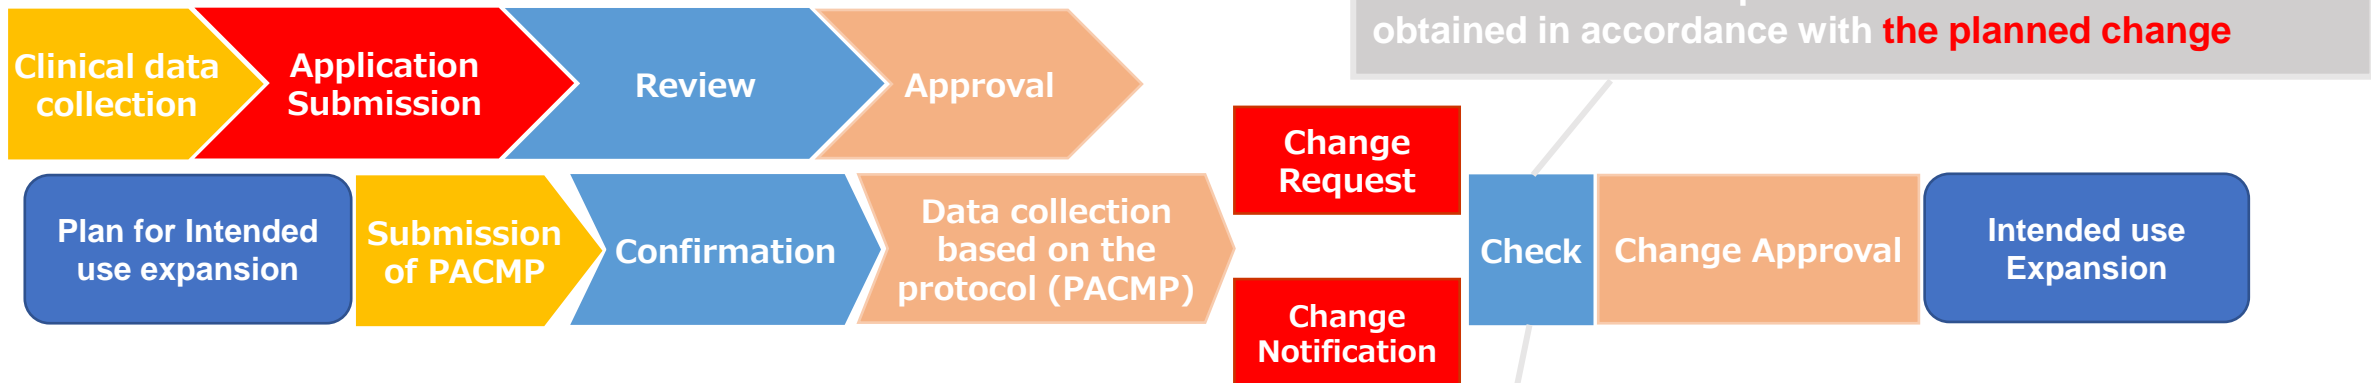 obtained in accordance with the planned change
Clinical data
collection
Application
Submission
Review
Approval
Plan for Intended
use expansion
Submission
of PACMP
Confirmation
Data collection
based on the
protocol (PACMP)
Change
Request
Change
Notification
Check
Change Approval
Intended use
Expansion